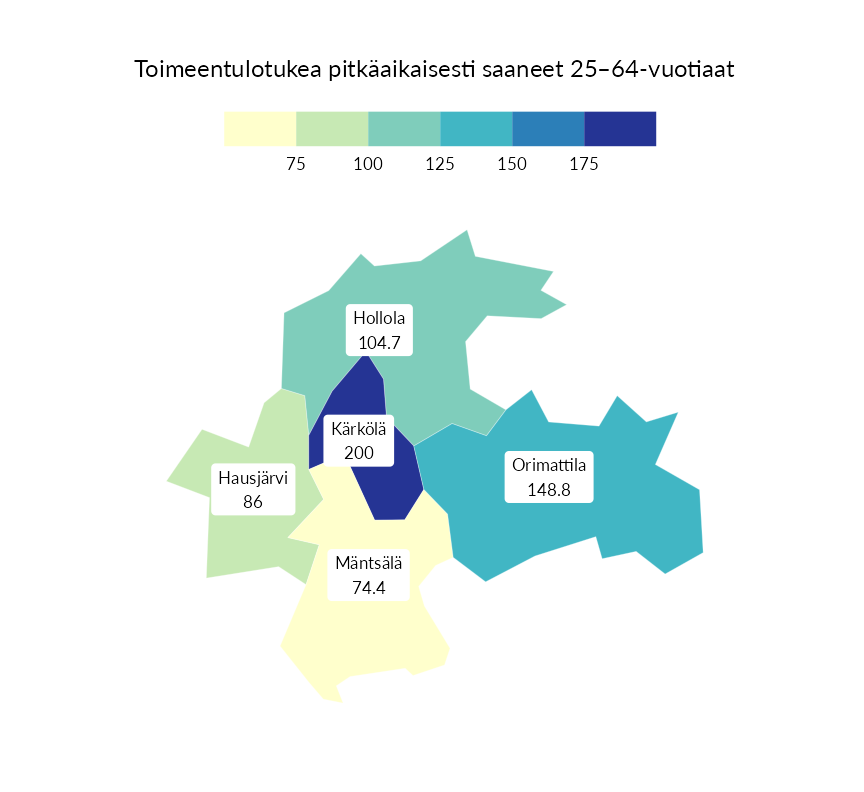 Toimeentulotukea pitkäaikaisesti saaneet 25–64-vuotiaat
75 100 125 150 175
Hollola
104.7
Kärkölä
200
Hausjärvi
86
Orimattila
148.8
Mäntsälä
74.4